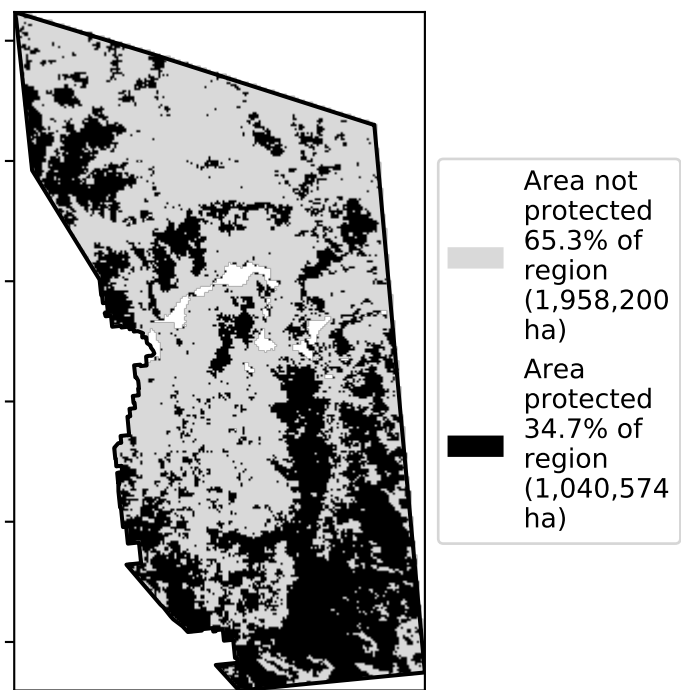 Area not
protected
65.3% of
region
(1,958,200
ha)
Area
protected
34.7% of
region
(1,040,574
ha)